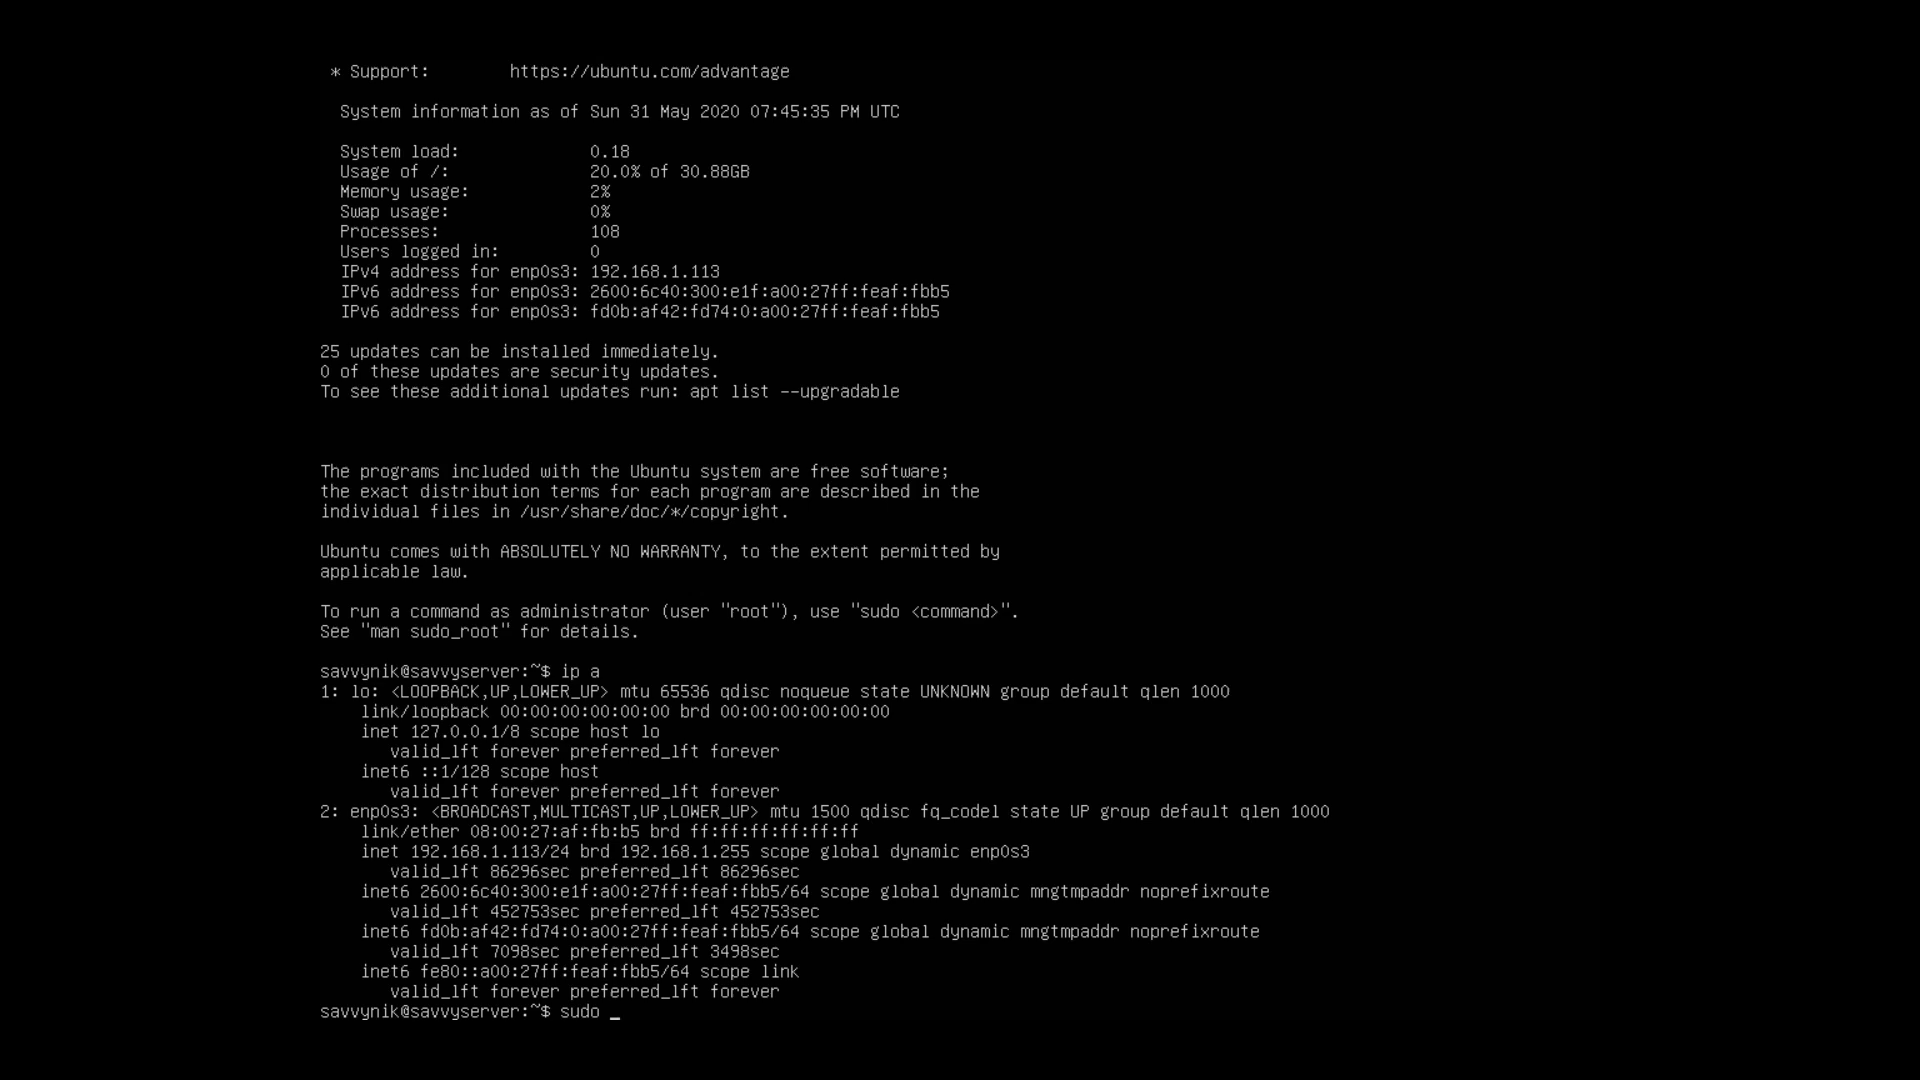 * Support: https://ubuntu.com/advantage
System information as of Sun 31 May 2020 07:45:35 PM UTC
System load: 0.18
Usage of /: 20.0% of 30.88GB
Memory usage: 2%
Swap usage: 0%
Processes: 108
Users logged in: 0
IPv4 address for enp0s3: 192.168.1.113
IPv6 address for enp0s3: 2600:6c40:300:e1f:a00:27ff:feaf:fbb5
IPv6 address for enp0s3: fd0b:af42:fd74:0:a00:27ff:feaf:fbb5
25 updates can be installed immediately.
0 of these updates are security updates.
To see these additional updates run: apt list --upgradable
The programs included with the Ubuntu system are free software;
the exact distribution terms for each program are described in the
individual files in /usr/share/doc/*/copyright.
Ubuntu comes with ABSOLUTELY NO WARRANTY, to the extent permitted by
applicable law.
To run a command as administrator (user "root"), use "sudo <command>".
See "man sudo_root" for details.
savvynik@savvyserver:~$ ip a
1: lo: <LOOPBACK,UP,LOWER_UP> mtu 65536 qdisc noqueue state UNKNOWN group default qlen 1000
link/loopback 00:00:00:00:00:00 brd 00:00:00:00:00:00
inet 127.0.0.1/8 scope host lo
valid_lft forever preferred_lft forever
inet6 ::1/128 scope host
valid_lft forever preferred_lft forever
2: enp0s3: <BROADCAST,MULTICAST,UP,LOWER_UP> mtu 1500 qdisc fq_codel state UP group default qlen 1000
link/ether 08:00:27:af:fb:b5 brd ff:ff:ff:ff:ff:ff
inet 192.168.1.113/24 brd 192.168.1.255 scope global dynamic enp0s3
valid_lft 86296sec preferred_lft 86296sec
inet6 2600:6c40:300:e1f:a00:27ff:feaf:fbb5/64 scope global dynamic mngtmpaddr noprefixroute
valid_lft 452753sec preferred_lft 452753sec
inet6 fd0b:af42:fd74:0:a00:27ff:feaf:fbb5/64 scope global dynamic mngtmpaddr noprefixroute
valid_lft 7098sec preferred_lft 3498sec
inet6 fe80::a00:27ff:feaf:fbb5/64 scope link
valid_lft forever preferred_lft forever
savvynik@savvyserver:~$ sudo _